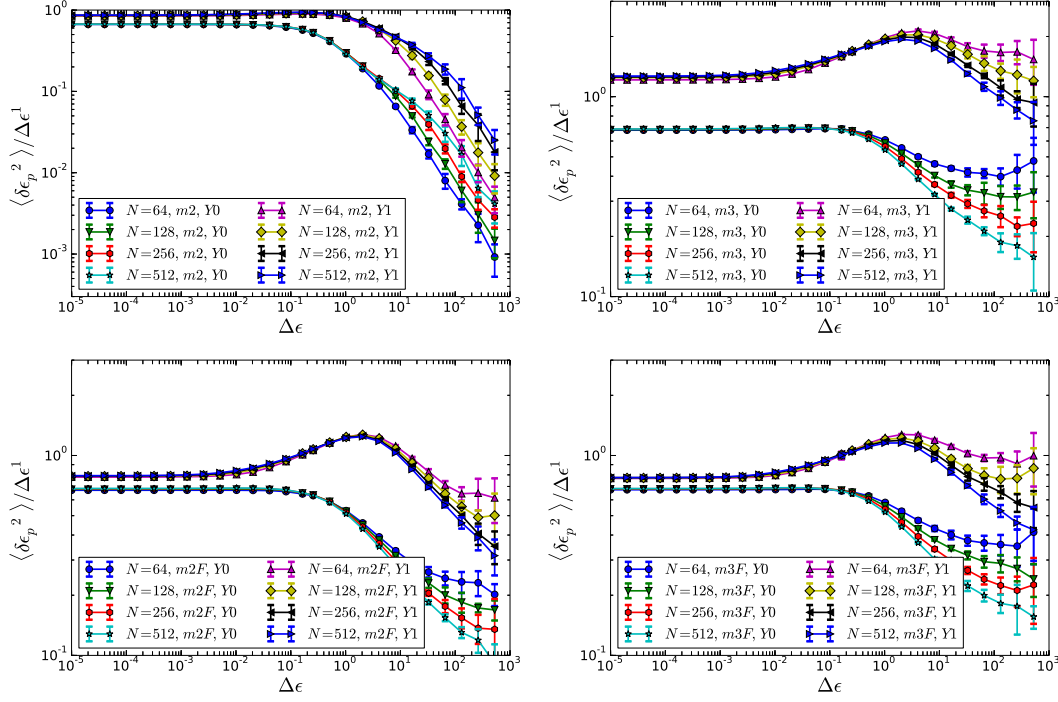 10^0
10^-1
10^-2
10^-3
⟨δϵ_p^2⟩/Δϵ^1
N=64, m2, Y0
N=128, m2, Y0
N=256, m2, Y0
N=512, m2, Y0
N=64, m2, Y1
N=128, m2, Y1
N=256, m2, Y1
N=512, m2, Y1
10^-5 10^-4 10^-3 10^-2 10^-1 10^0 10^1 10^2 10^3
Δϵ
10^0
10^-1
⟨δϵ_p^2⟩/Δϵ^1
N=64, m3, Y0
N=128, m3, Y0
N=256, m3, Y0
N=512, m3, Y0
N=64, m3, Y1
N=128, m3, Y1
N=256, m3, Y1
N=512, m3, Y1
10^-5 10^-4 10^-3 10^-2 10^-1 10^0 10^1 10^2 10^3
Δϵ
10^0
10^-1
⟨δϵ_p^2⟩/Δϵ^1
N=64, m2F, Y0
N=128, m2F, Y0
N=256, m2F, Y0
N=512, m2F, Y0
N=64, m2F, Y1
N=128, m2F, Y1
N=256, m2F, Y1
N=512, m2F, Y1
10^-5 10^-4 10^-3 10^-2 10^-1 10^0 10^1 10^2 10^3
Δϵ
10^0
10^-1
⟨δϵ_p^2⟩/Δϵ^1
N=64, m3F, Y0
N=128, m3F, Y0
N=256, m3F, Y0
N=512, m3F, Y0
N=64, m3F, Y1
N=128, m3F, Y1
N=256, m3F, Y1
N=512, m3F, Y1
10^-5 10^-4 10^-3 10^-2 10^-1 10^0 10^1 10^2 10^3
Δϵ